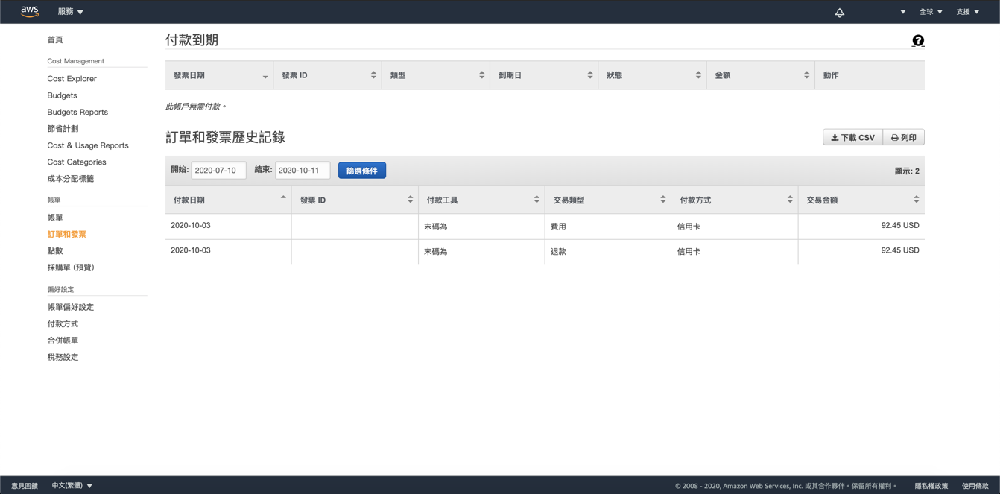 aws 服務
全球 支援
首頁
Cost Management
Cost Explorer
Budgets
Budgets Reports
節省計劃
Cost & Usage Reports
Cost Categories
成本分配標籤
帳單
帳單
訂單和發票
點數
採購單 (預覽)
偏好設定
帳單偏好設定
付款方式
合併帳單
稅務設定
付款到期
?
發票日期 發票 ID 類型 到期日 狀態 金額 動作
此帳戶無需付款。
訂單和發票歷史記錄
下載 CSV 列印
開始: 2020-07-10 結束: 2020-10-11 篩選條件 顯示: 2
付款日期 發票 ID 付款工具 交易類型 付款方式 交易金額
2020-10-03 末碼為 費用 信用卡 92.45 USD
2020-10-03 末碼為 退款 信用卡 92.45 USD
意見回饋 中文(繁體) © 2008 - 2020, Amazon Web Services, Inc. 或其合作夥伴。保留所有權利。 隱私權政策 使用條款